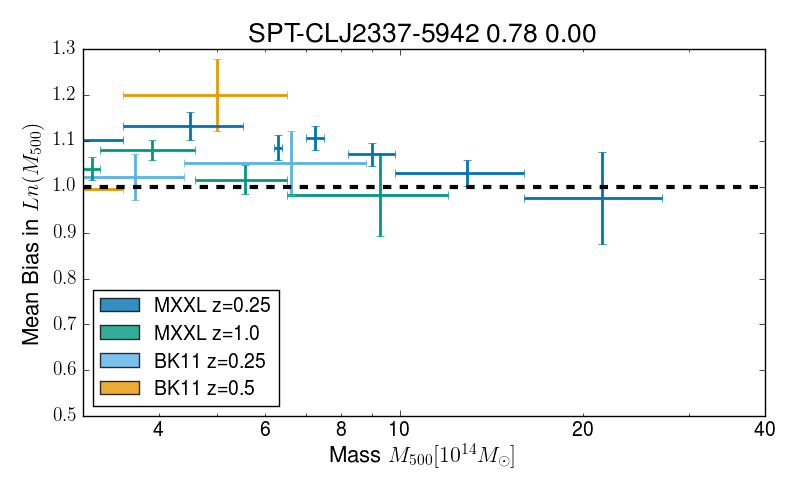 SPT-CLJ2337-5942 0.78 0.00
Mean Bias in Ln(M500)
1.3
1.2
1.1
1.0
0.9
0.8
0.7
0.6
0.5
MXXL z=0.25
MXXL z=1.0
BK11 z=0.25
BK11 z=0.5
4 6 8 10 20 40
Mass M500[10^14 M⊙]